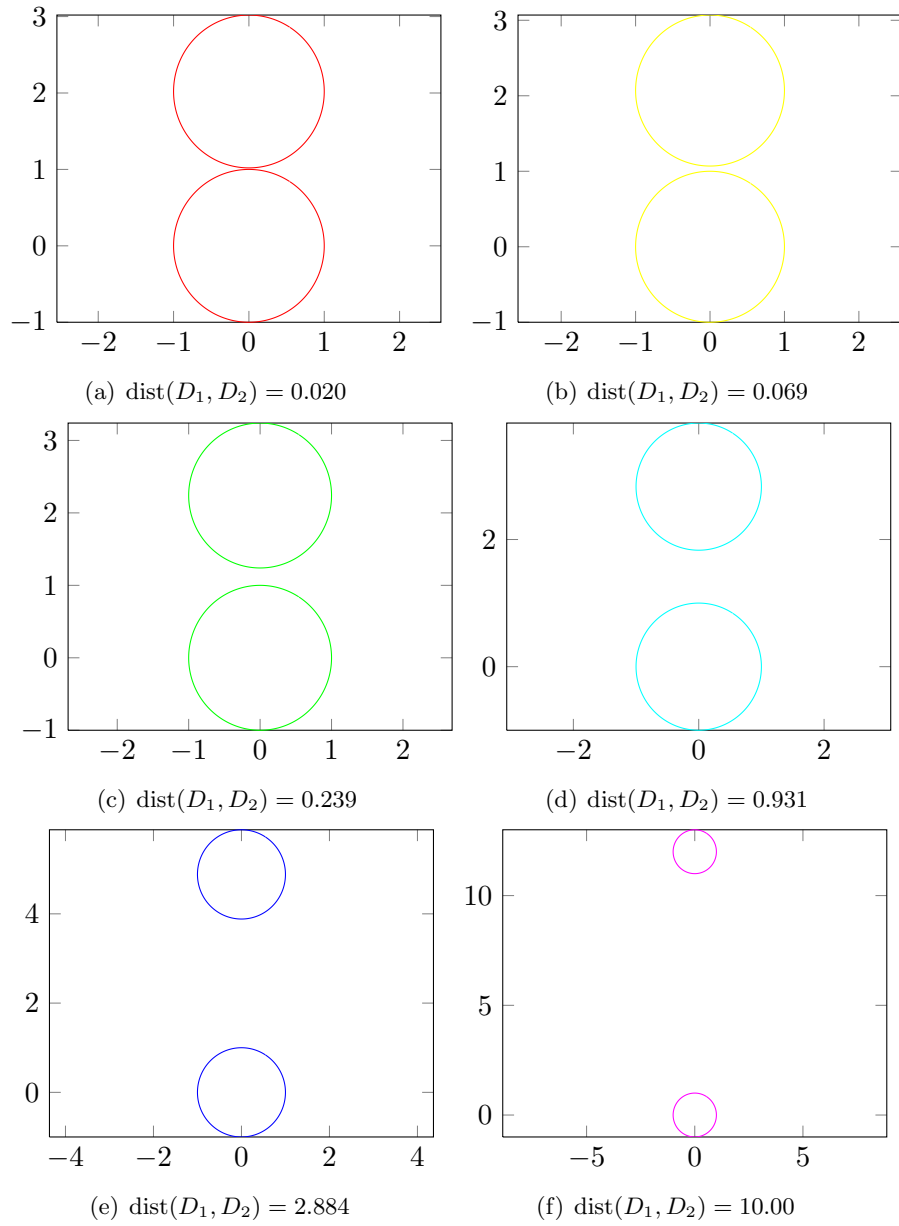 3
2
1
0
−1
−2 −1 0 1 2
(a) dist(D₁, D₂) = 0.020
3
2
1
0
−1
−2 −1 0 1 2
(b) dist(D₁, D₂) = 0.069
3
2
1
0
−1
−2 −1 0 1 2
(c) dist(D₁, D₂) = 0.239
2
0
−2 0 2
(d) dist(D₁, D₂) = 0.931
4
2
0
−4 −2 0 2 4
(e) dist(D₁, D₂) = 2.884
10
5
0
−5 0 5
(f) dist(D₁, D₂) = 10.00